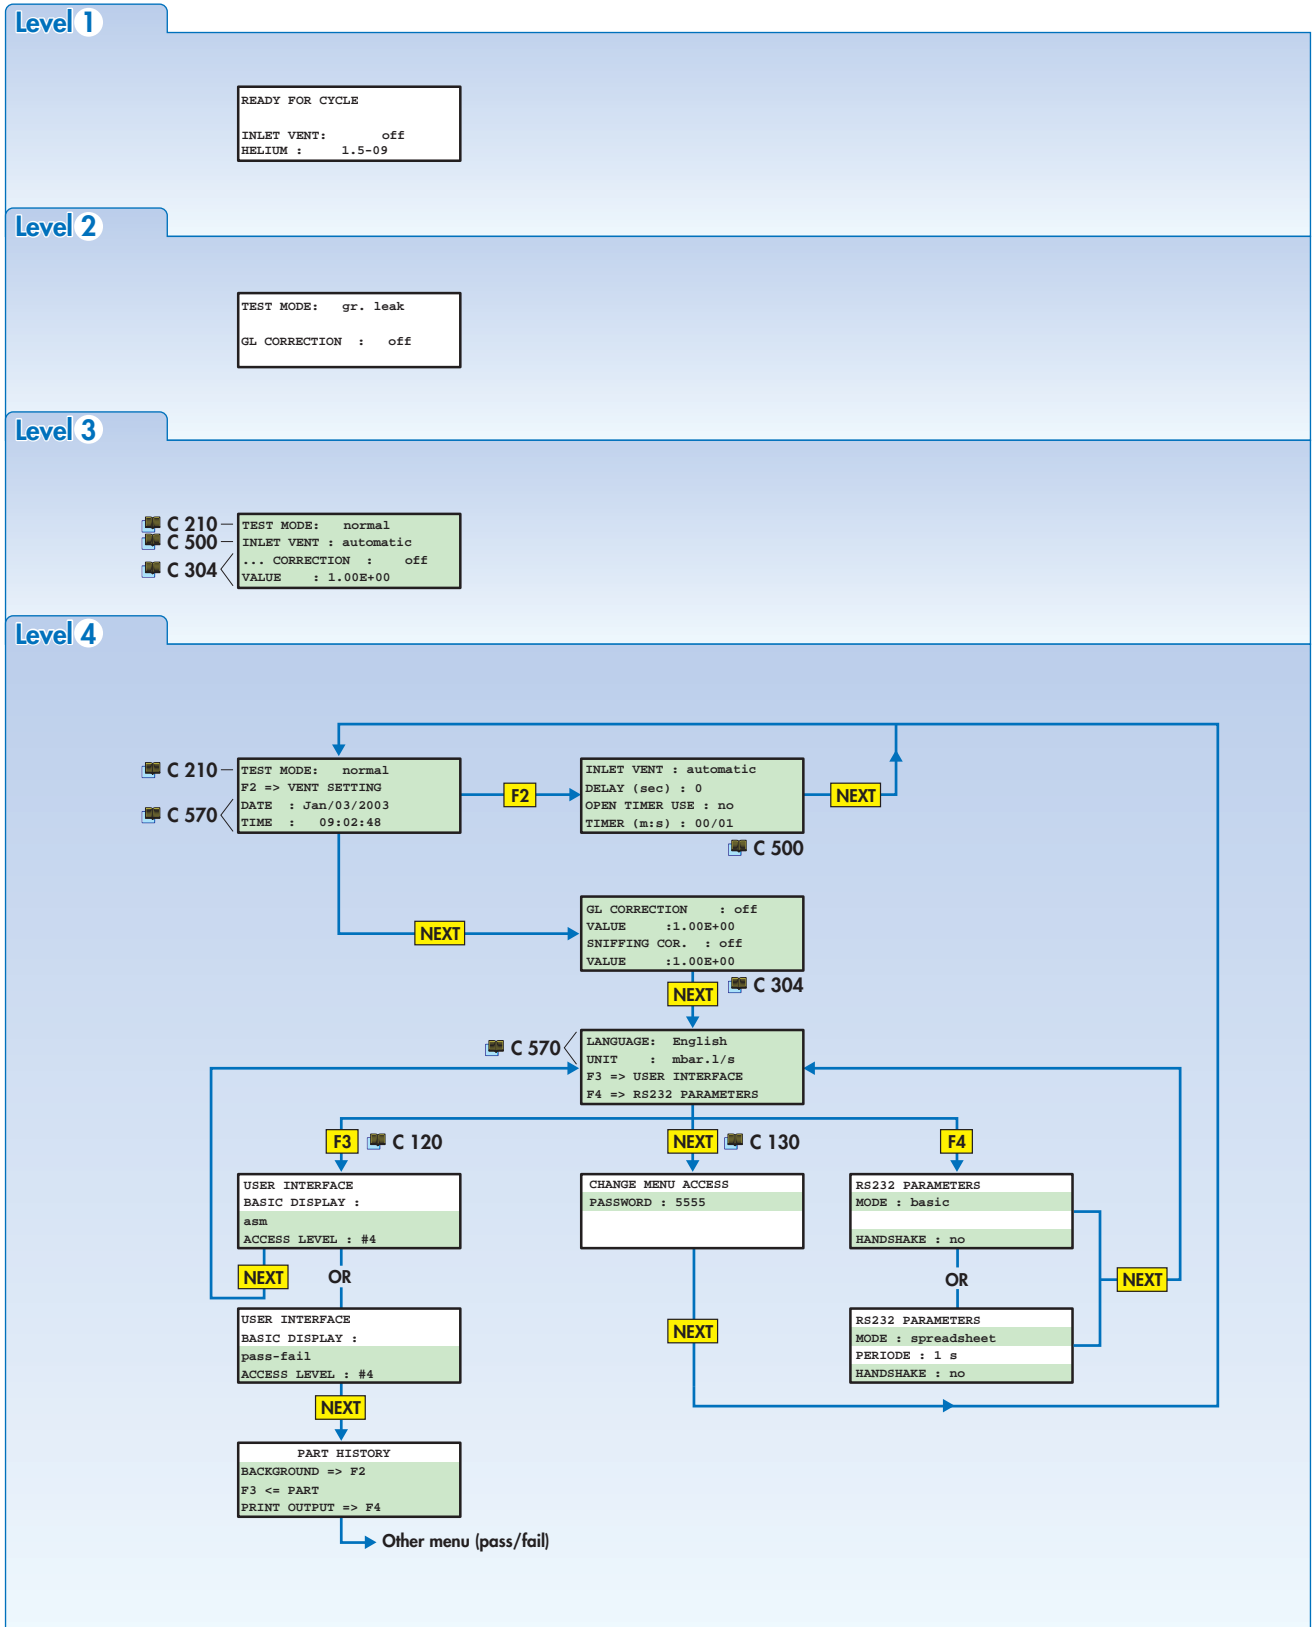 Level 1
READY FOR CYCLE
INLET VENT: off
HELIUM : 1.5-09
Level 2
TEST MODE: gr. leak
GL CORRECTION : off
Level 3
C 210
C 500
C 304
TEST MODE: normal
INLET VENT : automatic
... CORRECTION : off
VALUE : 1.00E+00
Level 4
C 210
C 570
TEST MODE: normal
F2 => VENT SETTING
DATE : Jan/03/2003
TIME : 09:02:48
F2
INLET VENT : automatic
DELAY (sec) : 0
OPEN TIMER USE : no
TIMER (m:s) : 00/01
NEXT
C 500
NEXT
GL CORRECTION : off
VALUE :1.00E+00
SNIFFING COR. : off
VALUE :1.00E+00
NEXT
C 304
C 570
LANGUAGE: English
UNIT : mbar.l/s
F3 => USER INTERFACE
F4 => RS232 PARAMETERS
F3
C 120
NEXT
C 130
F4
USER INTERFACE
BASIC DISPLAY :
asm
ACCESS LEVEL : #4
CHANGE MENU ACCESS
PASSWORD : 5555
RS232 PARAMETERS
MODE : basic
HANDSHAKE : no
NEXT
OR
OR
NEXT
USER INTERFACE
BASIC DISPLAY :
pass-fail
ACCESS LEVEL : #4
NEXT
RS232 PARAMETERS
MODE : spreadsheet
PERIODE : 1 s
HANDSHAKE : no
NEXT
PART HISTORY
BACKGROUND => F2
F3 <= PART
PRINT OUTPUT => F4
Other menu (pass/fail)